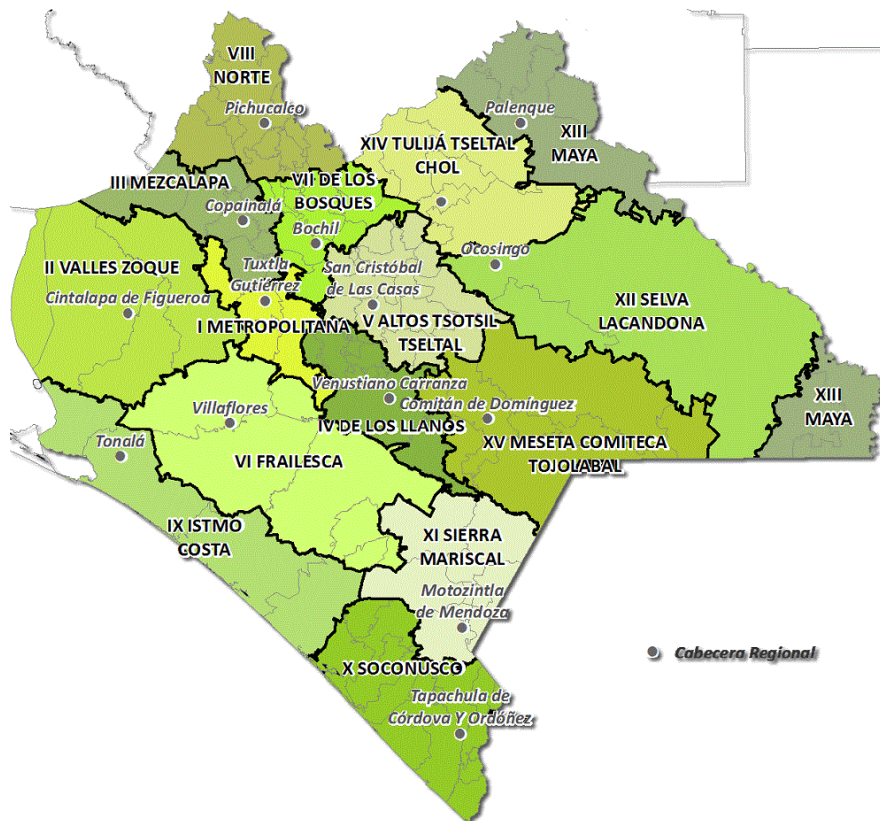 VIII
NORTE
Pichucalco
Palenque
XIII
MAYA
XIV TULIJÁ TSELTAL
CHOL
III MEZCALAPA
Copainalá
VII DE LOS
BOSQUES
Bochil
II VALLES ZOQUE
Cintalapa de Figueroa
Tuxtla
Gutiérrez
I METROPOLITANA
San Cristóbal
de Las Casas
V ALTOS TSOTSIL
TSELTAL
Ocosingo
XII SELVA
LACANDONA
XIII
MAYA
Venustiano Carranza
IV DE LOS LLANOS
Comitán de Domínguez
XV MESETA COMITECA
TOJOLABAL
Villaflores
VI FRAILESCA
Tonalá
IX ISTMO
COSTA
XI SIERRA
MARISCAL
Motozintla
de Mendoza
X SOCONUSCO
Tapachula de
Córdova Y Ordóñez
Cabecera Regional